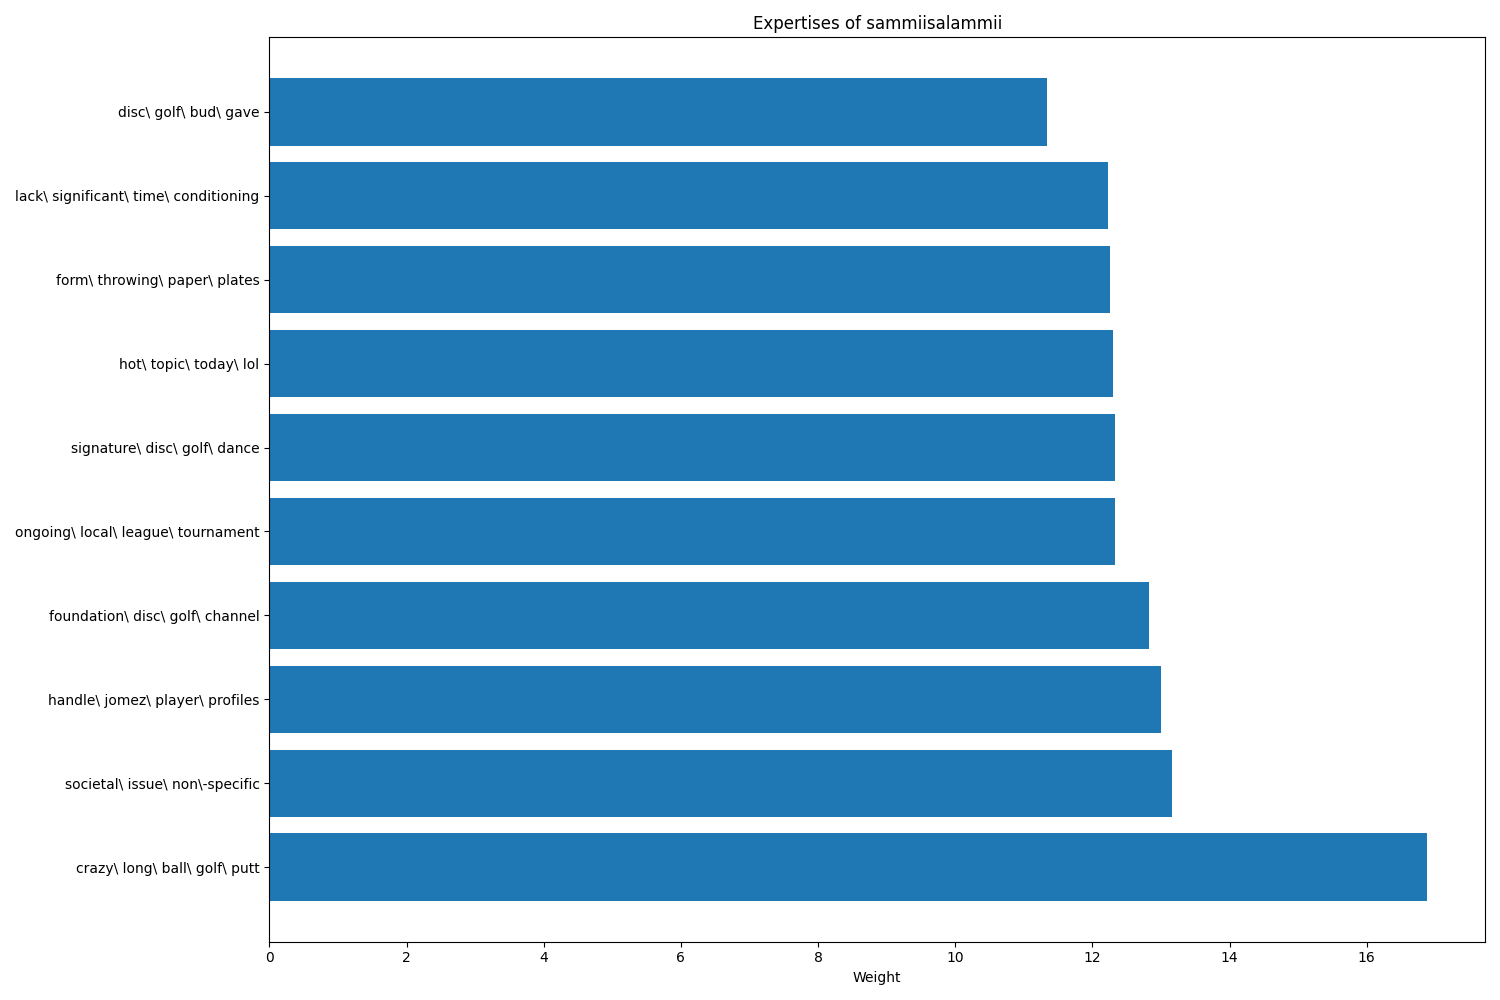 Expertises of sammiisalammii
disc\ golf\ bud\ gave
lack\ significant\ time\ conditioning
form\ throwing\ paper\ plates
hot\ topic\ today\ lol
signature\ disc\ golf\ dance
ongoing\ local\ league\ tournament
foundation\ disc\ golf\ channel
handle\ jomez\ player\ profiles
societal\ issue\ non\-specific
crazy\ long\ ball\ golf\ putt
0 2 4 6 8 10 12 14 16
Weight